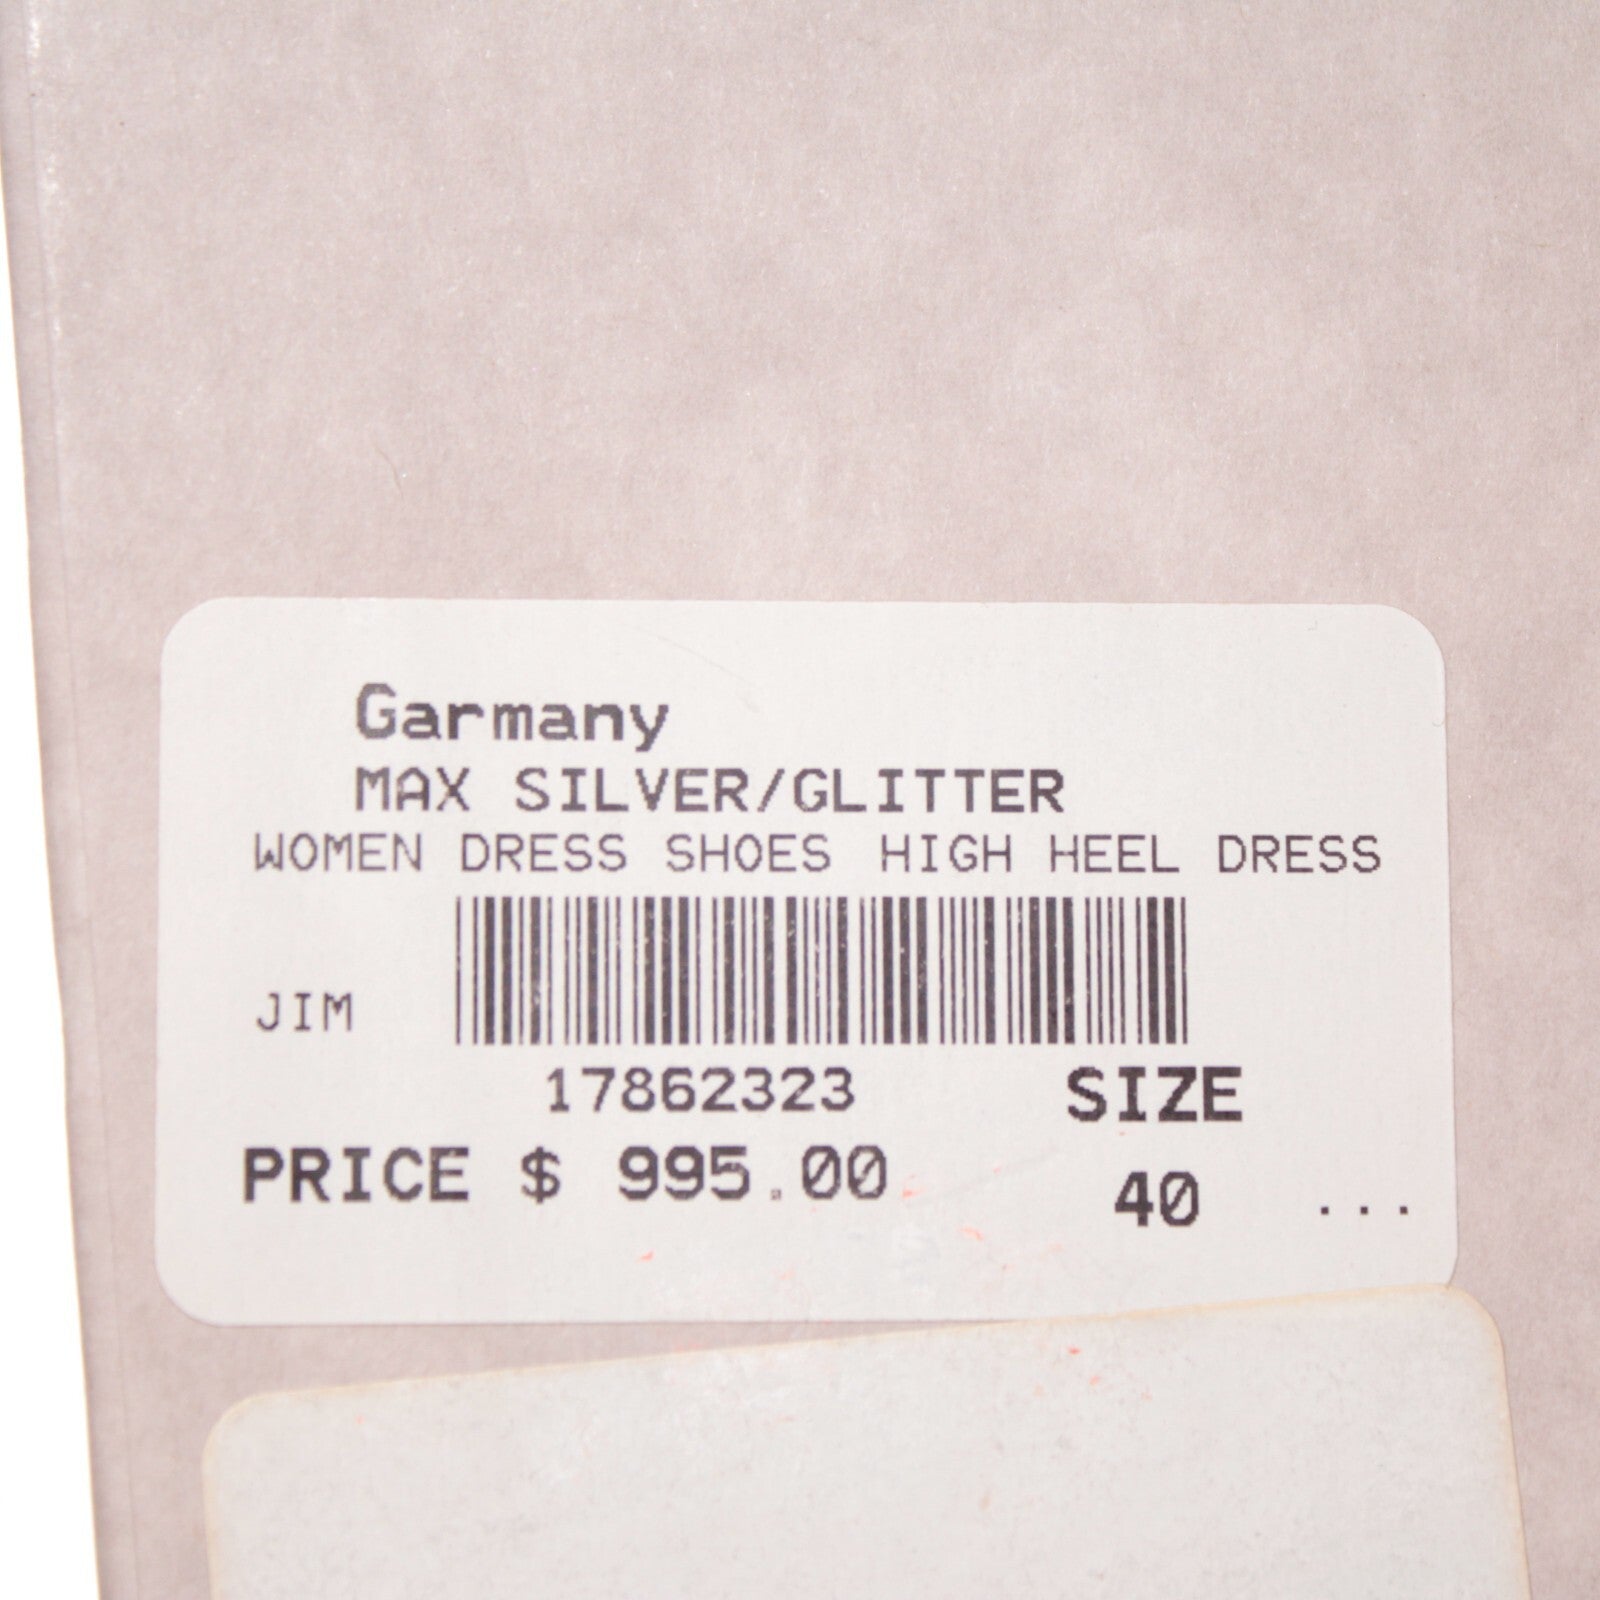 Garmany
MAX SILVER/GLITTER
WOMEN DRESS SHOES HIGH HEEL DRESS
JIM
17862323 SIZE
PRICE $ 995.00 40 ...